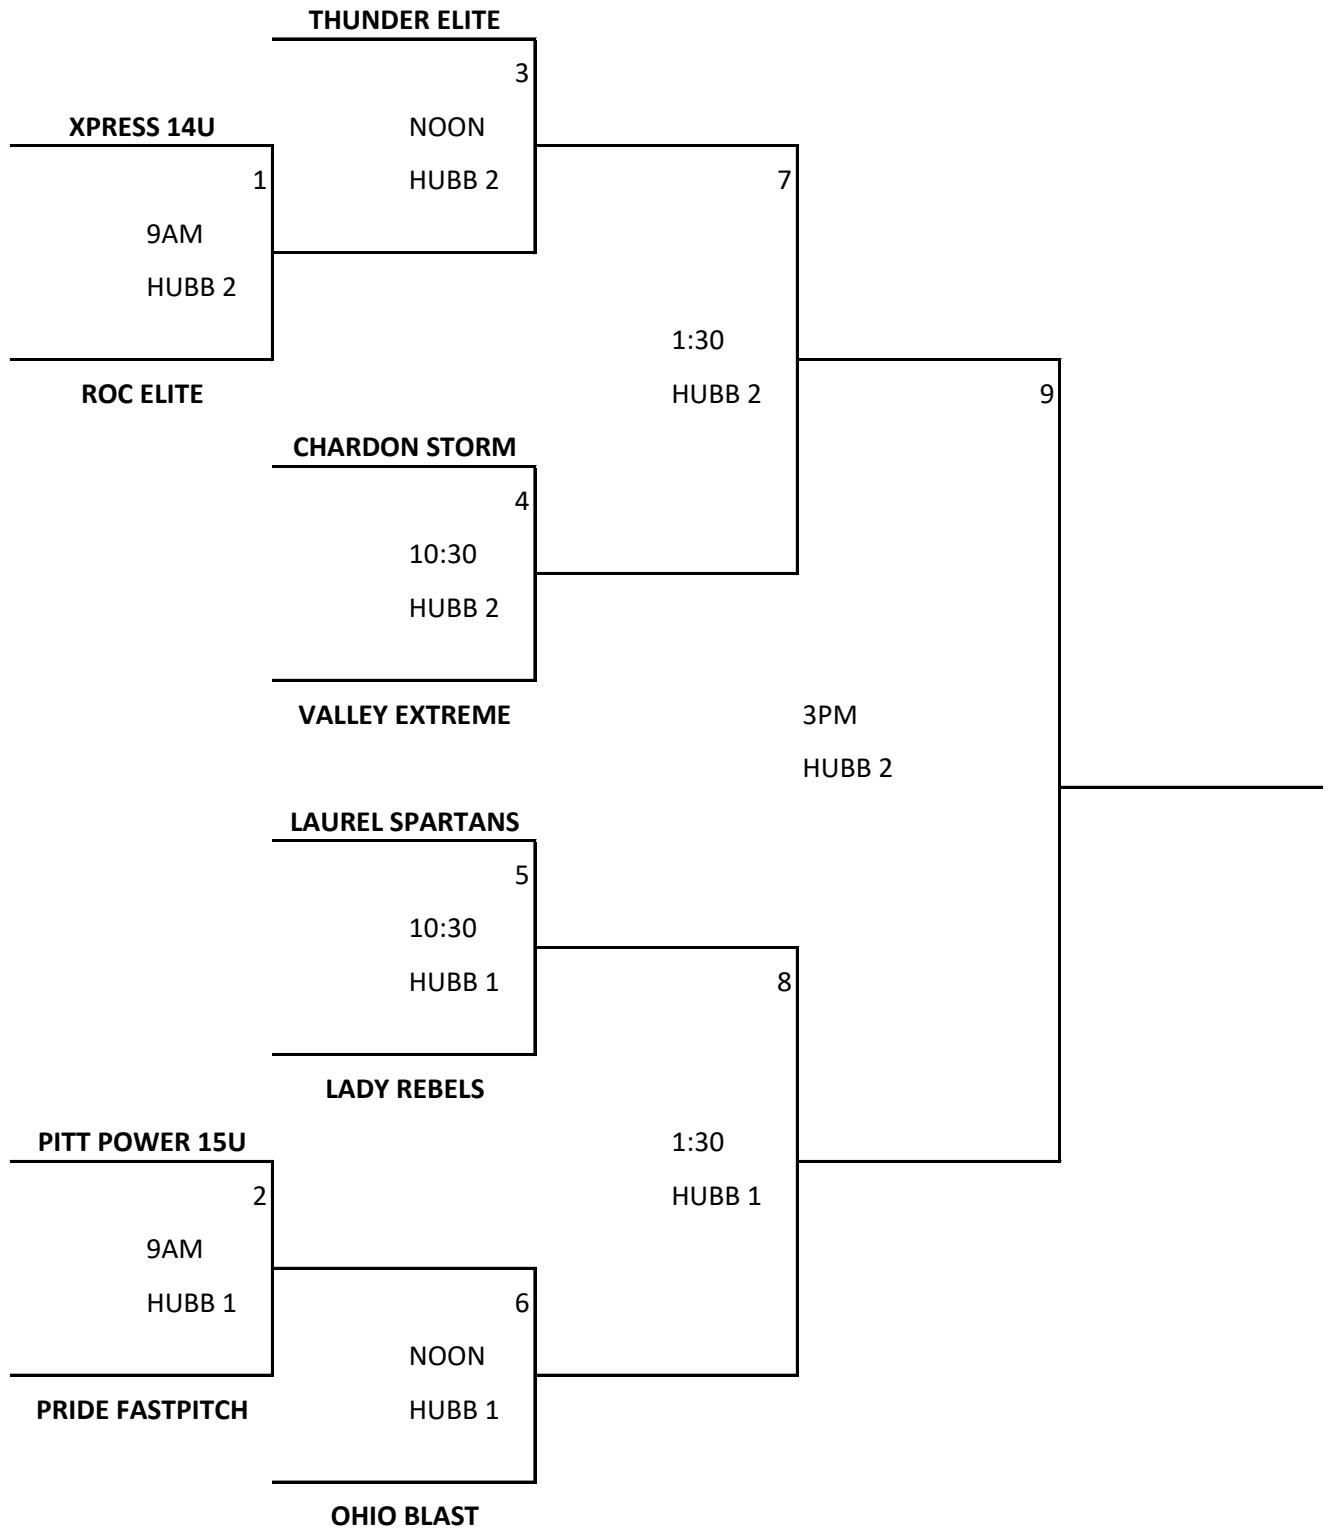 THUNDER ELITE
3
XPRESS 14U
NOON
1
HUBB 2
7
9AM
HUBB 2
1:30
ROC ELITE
HUBB 2
9
CHARDON STORM
4
10:30
HUBB 2
VALLEY EXTREME
3PM
HUBB 2
LAUREL SPARTANS
5
10:30
HUBB 1
8
LADY REBELS
PITT POWER 15U
1:30
2
HUBB 1
9AM
HUBB 1
6
NOON
PRIDE FASTPITCH
HUBB 1
OHIO BLAST